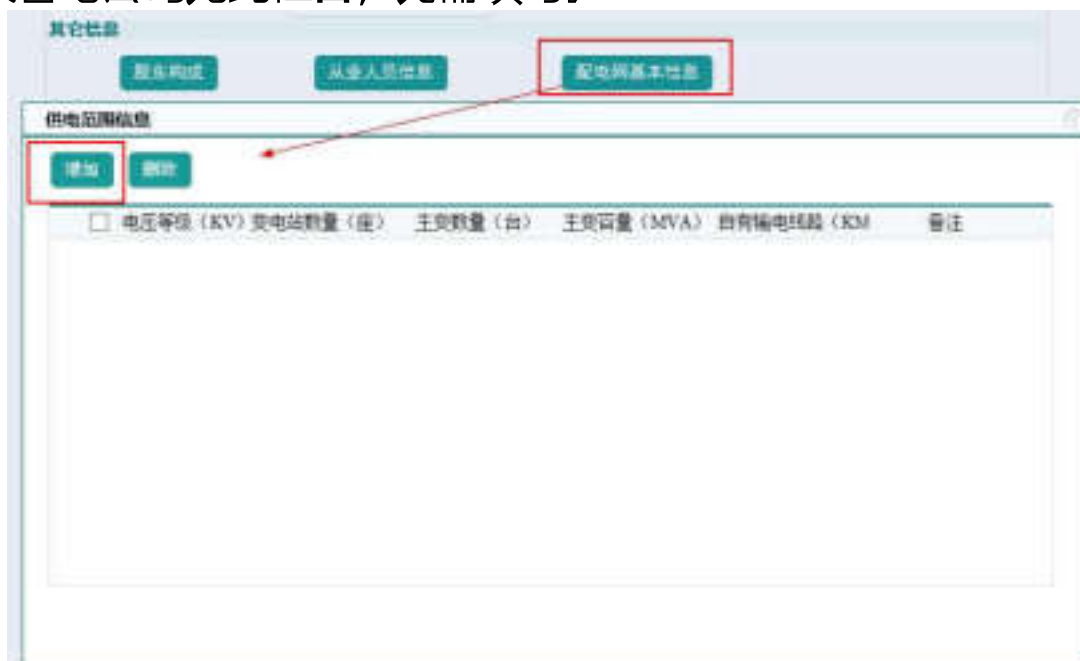 其它信息
股东构成 从业人员信息 配电网基本信息
供电范围信息
增加 删除
电压等级（KV） 变电站数量（座） 主变数量（台） 主变容量（MVA） 自有输电线路（KM 备注